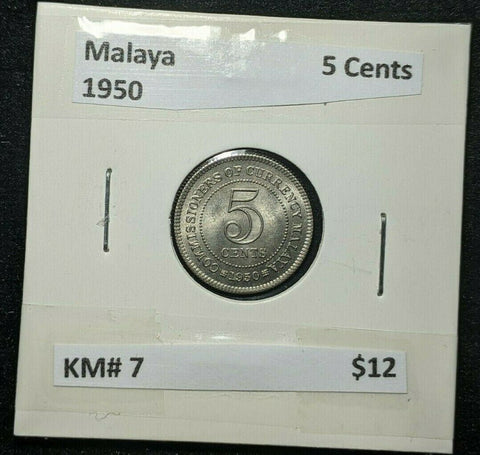 Malaya 5 Cents
1950
COMMISSIONERS OF CURRENCY MALAYA
5
CENTS
1950
KM# 7 $12